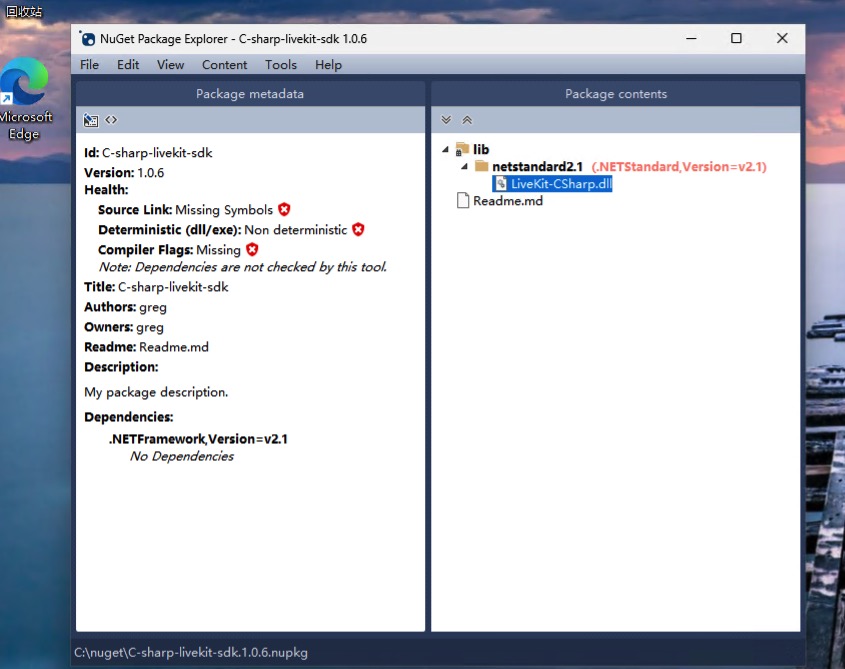 回收站
Microsoft
Edge
NuGet Package Explorer - C-sharp-livekit-sdk 1.0.6
File Edit View Content Tools Help
Package metadata
Id: C-sharp-livekit-sdk
Version: 1.0.6
Health:
Source Link: Missing Symbols
Deterministic (dll/exe): Non deterministic
Compiler Flags: Missing
Note: Dependencies are not checked by this tool.
Title: C-sharp-livekit-sdk
Authors: greg
Owners: greg
Readme: Readme.md
Description:
My package description.
Dependencies:
.NETFramework,Version=v2.1
No Dependencies
Package contents
lib
netstandard2.1 (.NETStandard,Version=v2.1)
LiveKit-CSharp.dll
Readme.md
C:\nuget\C-sharp-livekit-sdk.1.0.6.nupkg